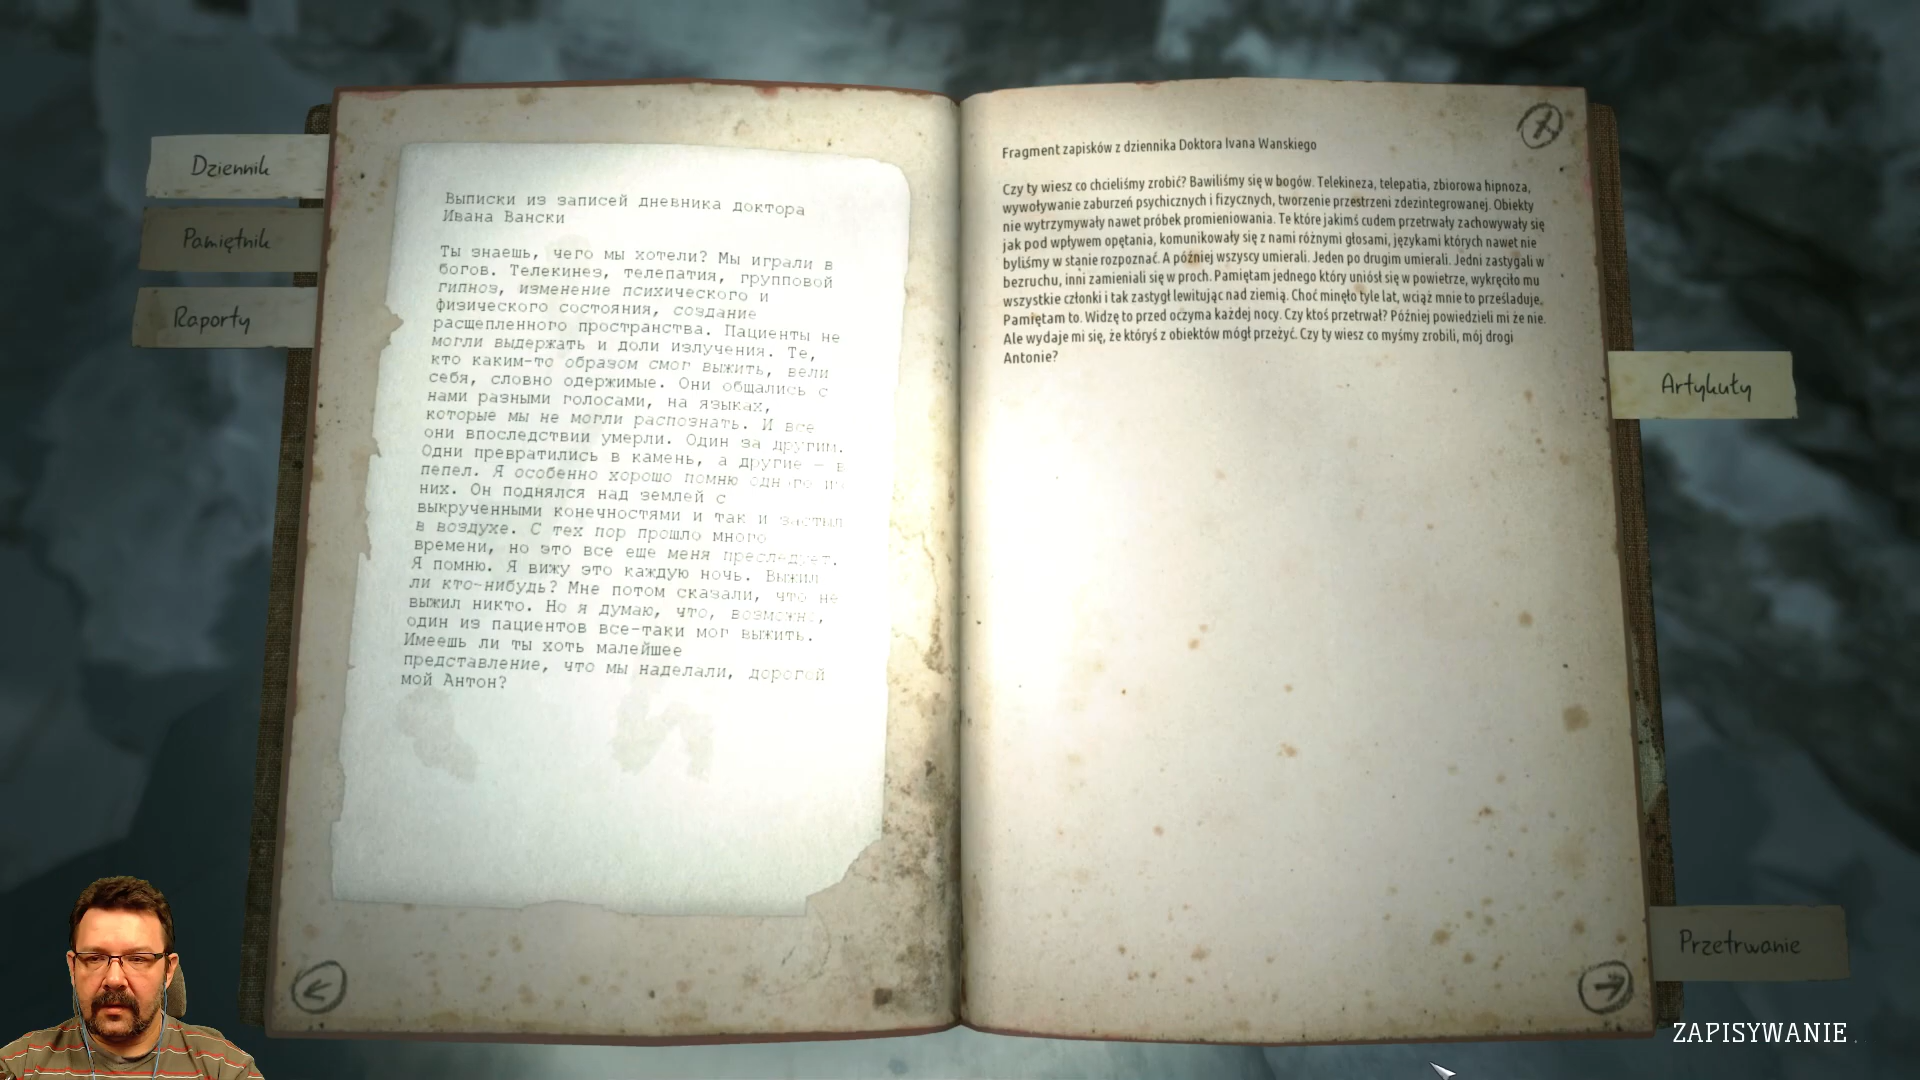 Dziennik
Pamiętnik
Raporty
Выписки из записей дневника доктора
Ивана Вански
Ты знаешь, чего мы хотели? Мы играли в
богов. Телекинез, телепатия, групповой
гипноз, изменение психического и
физического состояния, создание
расщепленного пространства. Пациенты не
могли выдержать и доли излучения. Те,
кто каким-то образом смог выжить, вели
себя, словно одержимые. Они общались с
нами разными голосами, на языках,
которые мы не могли распознать. И все
они впоследствии умерли. Один за другим.
Одни превратились в камень, а другие – в
пепел. Я особенно хорошо помню одного из
них. Он поднялся над землей с
выкрученными конечностями и так и застыл
в воздухе. С тех пор прошло много
времени, но это все еще меня преследует.
Я помню. Я вижу это каждую ночь. Выжил
ли кто-нибудь? Мне потом сказали, что не
выжил никто. Но я думаю, что, возможно,
один из пациентов все-таки мог выжить.
Имеешь ли ты хоть малейшее
представление, что мы наделали, дорогой
мой Антон?
Fragment zapisków z dziennika Doktora Ivana Wanskiego
Czy ty wiesz co chcieliśmy zrobić? Bawiliśmy się w bogów. Telekineza, telepatia, zbiorowa hipnoza,
wywoływanie zaburzeń psychicznych i fizycznych, tworzenie przestrzeni zdezintegrowanej. Obiekty
nie wytrzymywały nawet próbek promieniowania. Te które jakimś cudem przetrwały zachowywały się
jak pod wpływem opętania, komunikowały się z nami różnymi głosami, językami których nawet nie
byliśmy w stanie rozpoznać. A później wszyscy umierali. Jeden po drugim umierali. Jedni zastygali w
bezruchu, inni zamieniali się w proch. Pamiętam jednego który uniósł się w powietrze, wykręciło mu
wszystkie członki i tak zastygł lewitując nad ziemią. Choć minęło tyle lat, wciąż mnie to prześladuje.
Pamiętam to. Widzę to przed oczyma każdej nocy. Czy ktoś przetrwał? Później powiedzieli mi że nie.
Ale wydaje mi się, że któryś z obiektów mógł przeżyć. Czy ty wiesz co myśmy zrobili, mój drogi
Antonie?
Artykuły
Przetrwanie
ZAPISYWANIE .